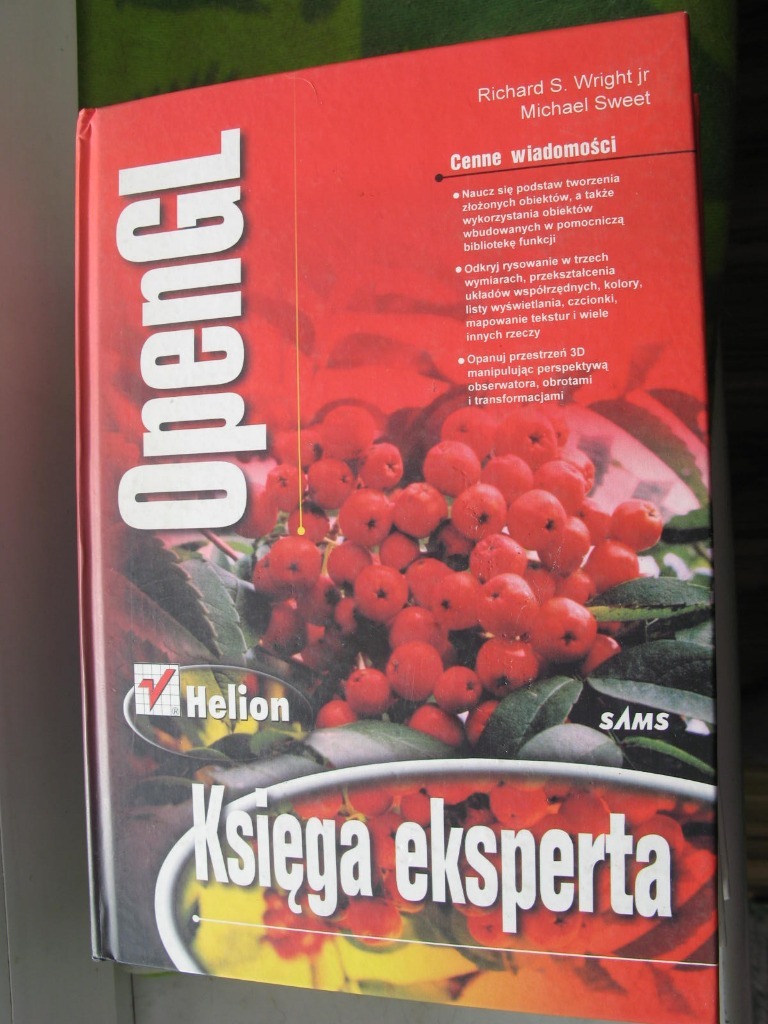 Richard S. Wright jr
Michael Sweet
OpenGL
Cenne wiadomości
Naucz się podstaw tworzenia
złożonych obiektów, a także
wykorzystania obiektów
wbudowanych w pomocniczą
bibliotekę funkcji
Odkryj rysowanie w trzech
wymiarach, przekształcenia
układów współrzędnych, kolory,
listy wyświetlania, czcionki,
mapowanie tekstur i wiele
innych rzeczy
Opanuj przestrzeń 3D
manipulując perspektywą
obserwatora, obrotami
i transformacjami
Helion
SAMS
Księga eksperta